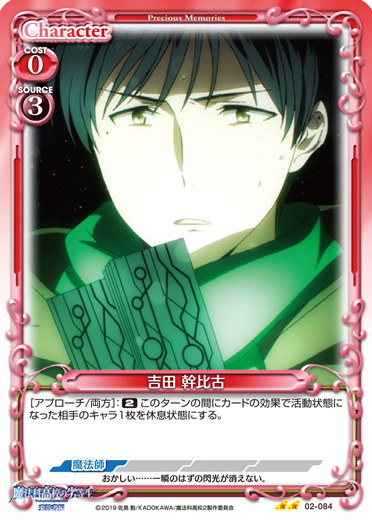 Precious Memories
Character
COST
0
SOURCE
3
吉田 幹比古
[アプローチ/両方]:2このターンの間にカードの効果で活動状態に
なった相手のキャラ1枚を休息状態にする。
魔法師
おかしい……一瞬のはずの閃光が消えない。
魔法科高校の劣等生
来訪者編
02-084
©2019 佐島 勤/KADOKAWA/魔法科高校2製作委員会